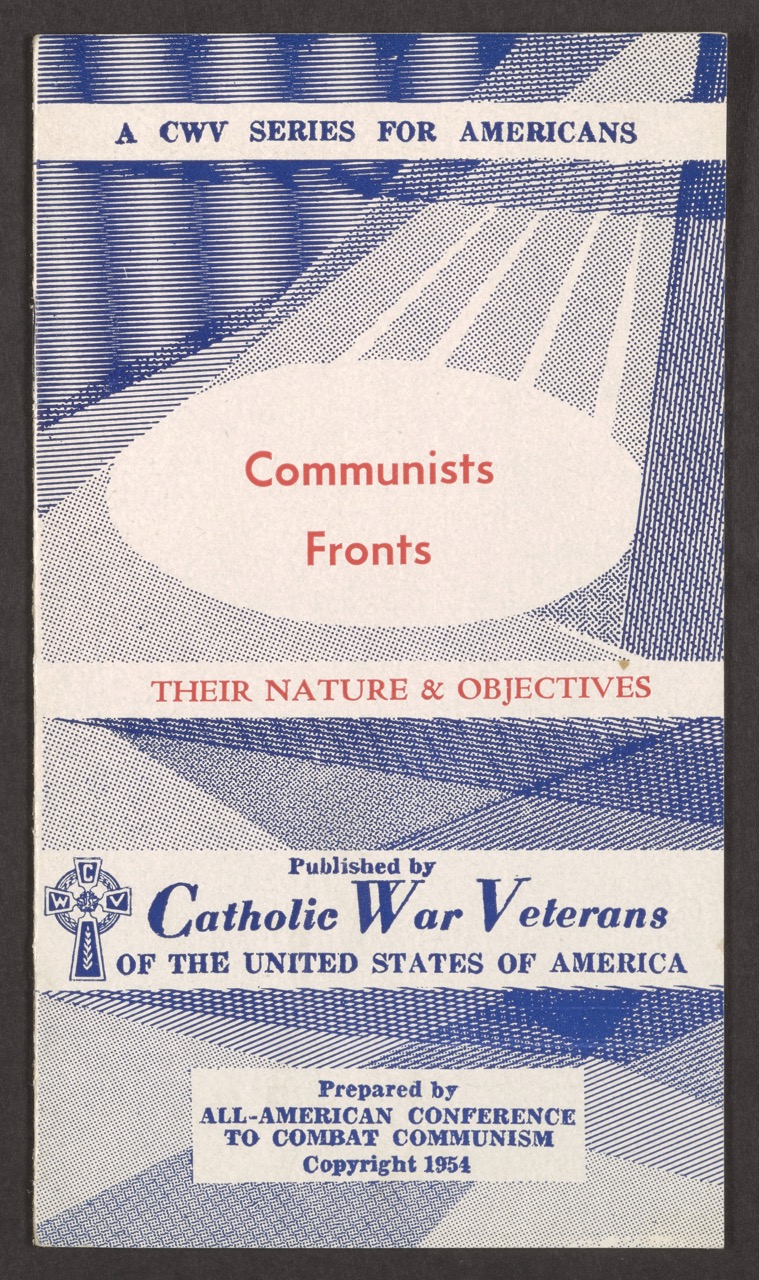 A CWV SERIES FOR AMERICANS
Communists
Fronts
THEIR NATURE & OBJECTIVES
Published by
C
W V
Catholic War Veterans
OF THE UNITED STATES OF AMERICA
Prepared by
ALL-AMERICAN CONFERENCE
TO COMBAT COMMUNISM
Copyright 1954